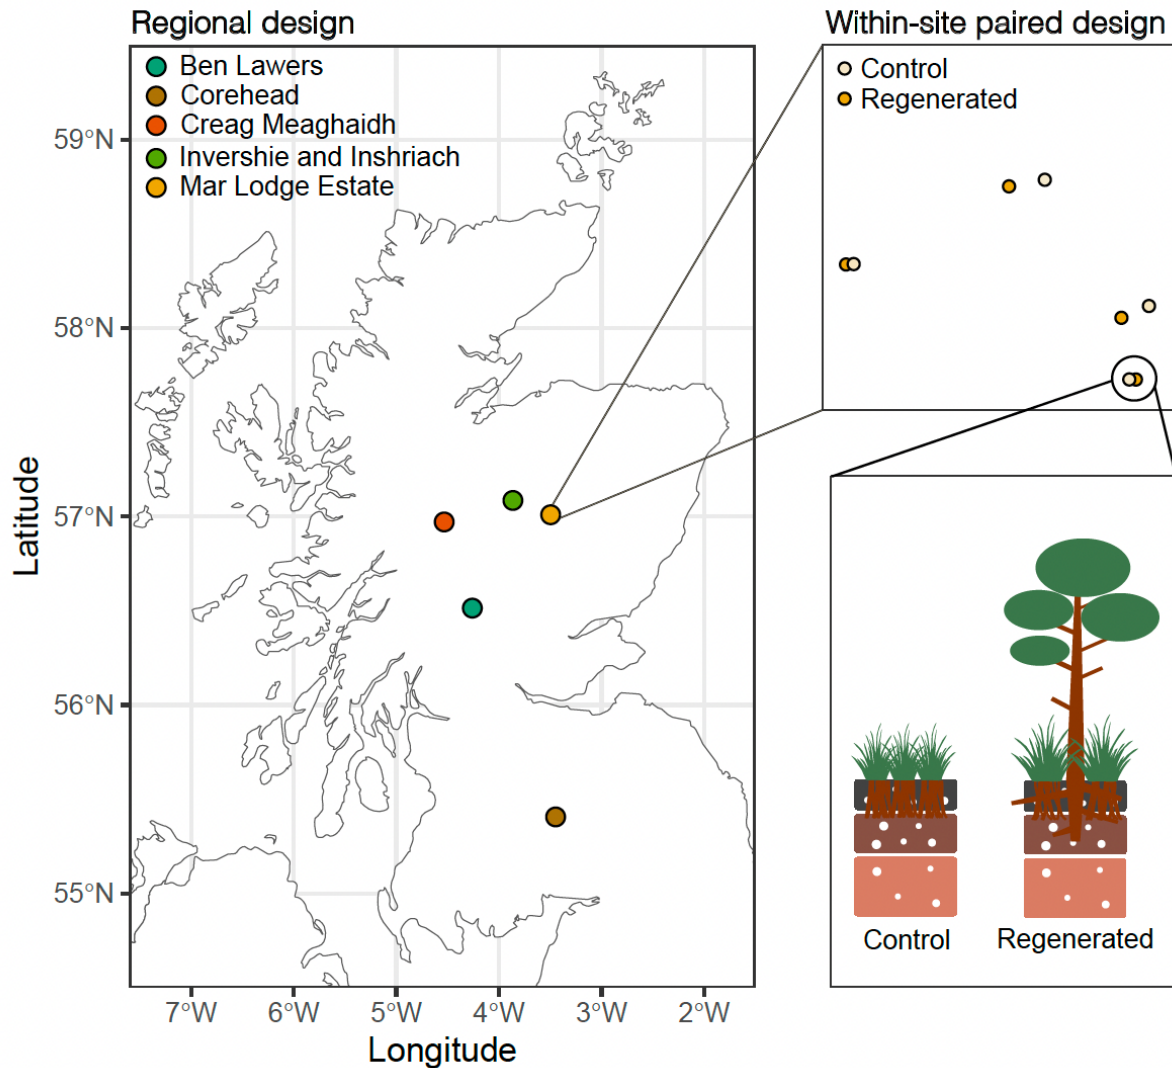 Regional design
Ben Lawers
Corehead
Creag Meaghaidh
Invershie and Inshriach
Mar Lodge Estate
59°N
58°N
57°N
56°N
55°N
Latitude
7°W 6°W 5°W 4°W 3°W 2°W
Longitude
Within-site paired design
Control
Regenerated
Control Regenerated